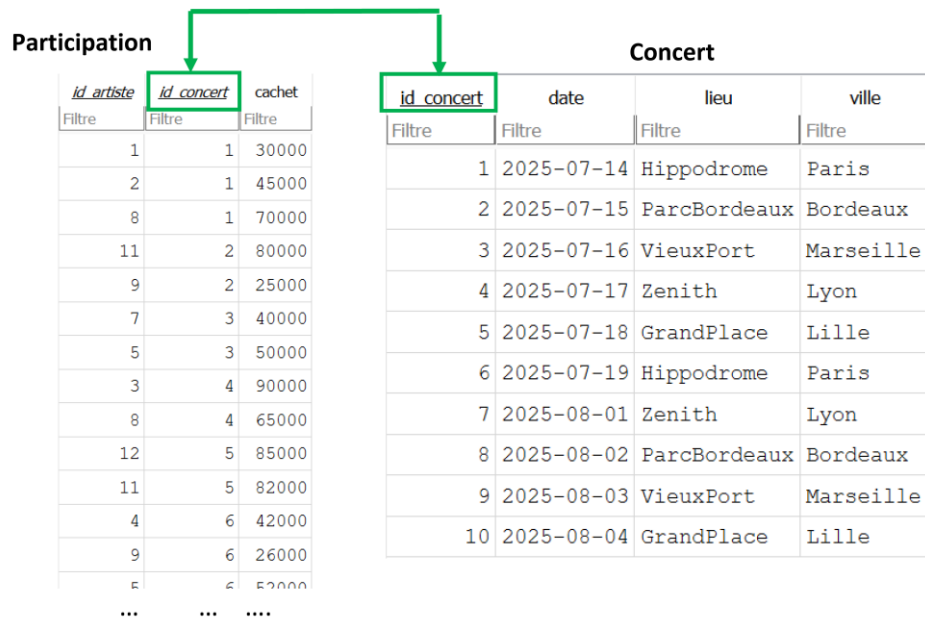 Participation
id_artiste id_concert cachet
Filtre Filtre Filtre
1 1 30000
2 1 45000
8 1 70000
11 2 80000
9 2 25000
7 3 40000
5 3 50000
3 4 90000
8 4 65000
12 5 85000
11 5 82000
4 6 42000
9 6 26000
5 6 52000
... ... ....
Concert
id_concert date lieu ville
Filtre Filtre Filtre Filtre
1 2025-07-14 Hippodrome Paris
2 2025-07-15 ParcBordeaux Bordeaux
3 2025-07-16 VieuxPort Marseille
4 2025-07-17 Zenith Lyon
5 2025-07-18 GrandPlace Lille
6 2025-07-19 Hippodrome Paris
7 2025-08-01 Zenith Lyon
8 2025-08-02 ParcBordeaux Bordeaux
9 2025-08-03 VieuxPort Marseille
10 2025-08-04 GrandPlace Lille